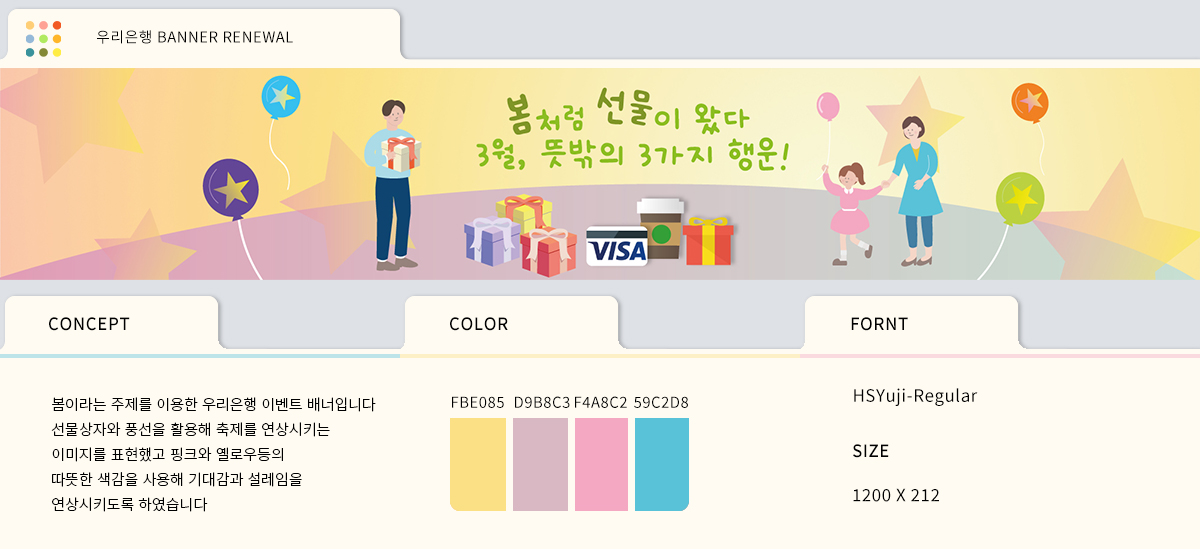 우리은행 BANNER RENEWAL
봄처럼 선물이 왔다
3월, 뜻밖의 3가지 행운!
VISA
CONCEPT
COLOR
FORNT
봄이라는 주제를 이용한 우리은행 이벤트 배너입니다
선물상자와 풍선을 활용해 축제를 연상시키는
이미지를 표현했고 핑크와 옐로우등의
따뜻한 색감을 사용해 기대감과 설레임을
연상시키도록 하였습니다
FBE085 D9B8C3 F4A8C2 59C2D8
HSYuji-Regular
SIZE
1200 X 212